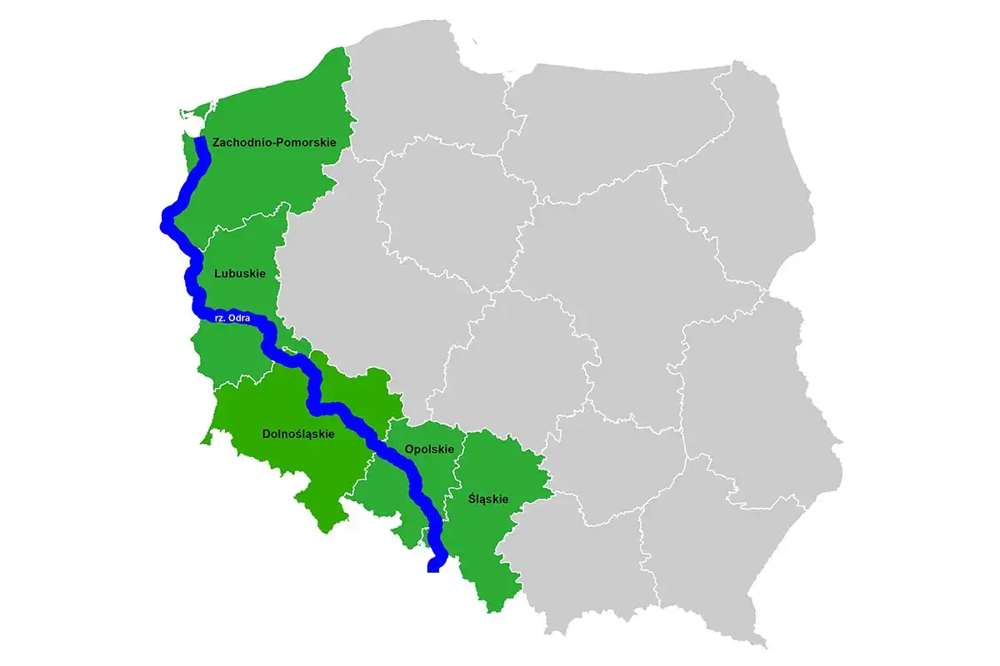 Zachodnio-Pomorskie
Lubuskie
rz. Odra
Dolnośląskie
Opolskie
Śląskie